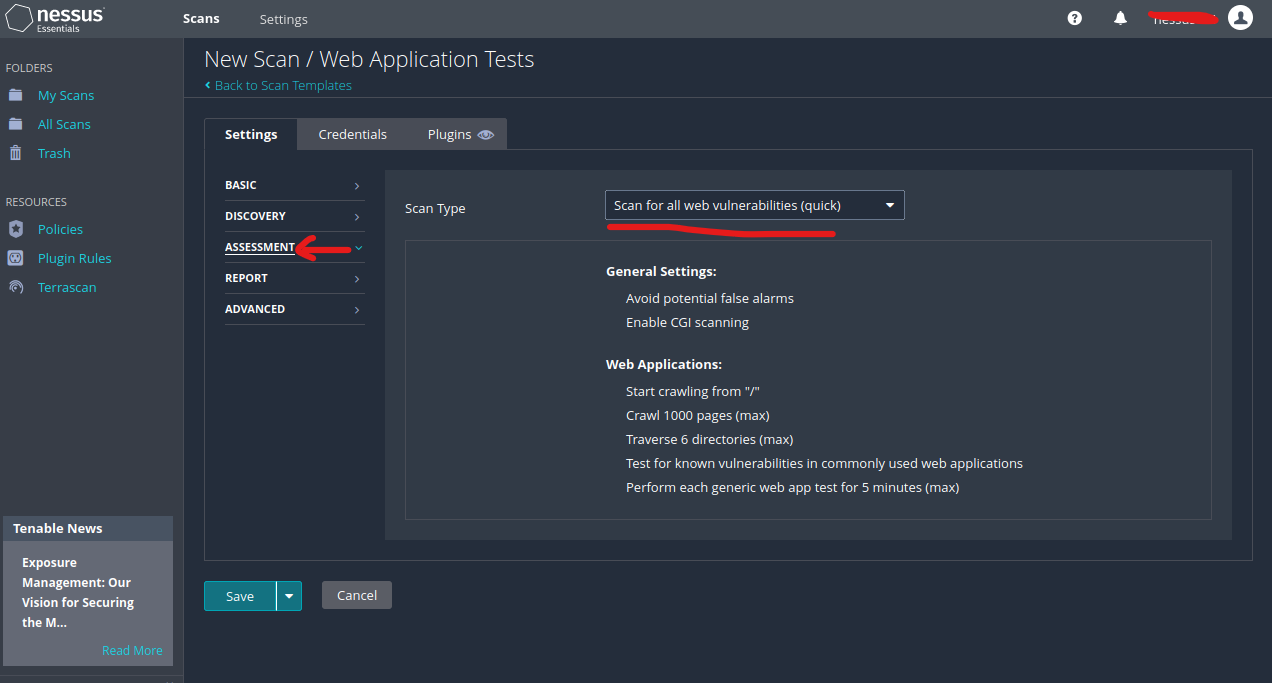 nessus
Essentials
Scans
Settings
FOLDERS
My Scans
All Scans
Trash
RESOURCES
Policies
Plugin Rules
Terrascan
Tenable News
Exposure
Management: Our
Vision for Securing
the M...
Read More
New Scan / Web Application Tests
Back to Scan Templates
Settings
Credentials
Plugins
BASIC
DISCOVERY
ASSESSMENT
REPORT
ADVANCED
Scan Type
Scan for all web vulnerabilities (quick)
General Settings:
Avoid potential false alarms
Enable CGI scanning
Web Applications:
Start crawling from "/"
Crawl 1000 pages (max)
Traverse 6 directories (max)
Test for known vulnerabilities in commonly used web applications
Perform each generic web app test for 5 minutes (max)
Save
Cancel